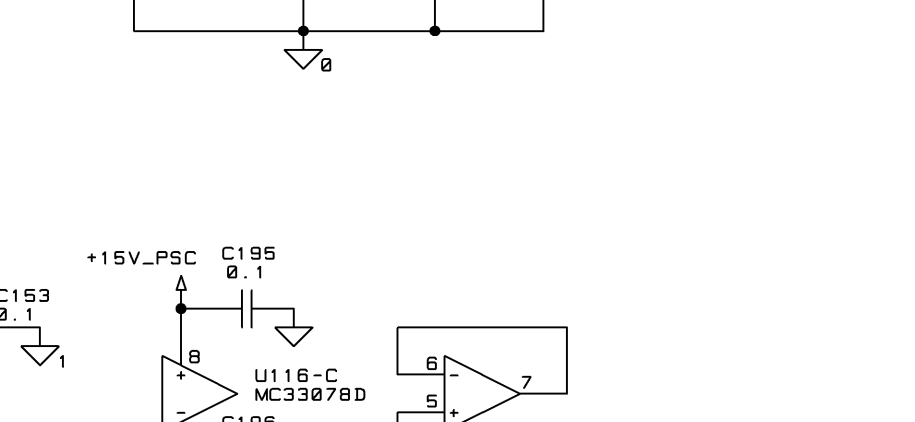 0
+15V_PSC
C195
0.1
C153
0.1
1
8
+
-
U116-C
MC33078D
6
-
7
5
+